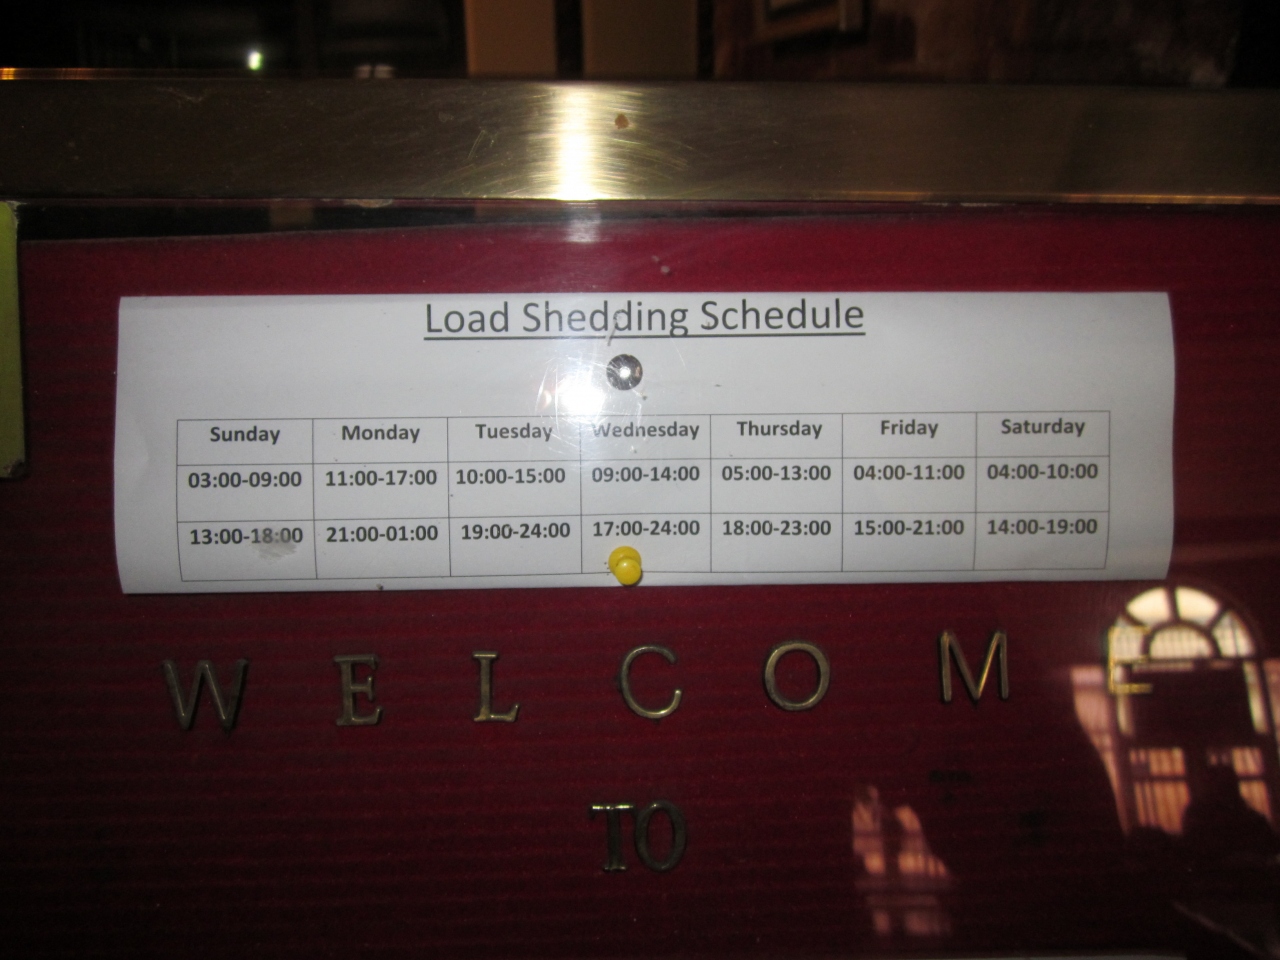 Load Shedding Schedule
Sunday Monday Tuesday Wednesday Thursday Friday Saturday
03:00-09:00 11:00-17:00 10:00-15:00 09:00-14:00 05:00-13:00 04:00-11:00 04:00-10:00
13:00-18:00 21:00-01:00 19:00-24:00 17:00-24:00 18:00-23:00 15:00-21:00 14:00-19:00
W E L C O M E
TO